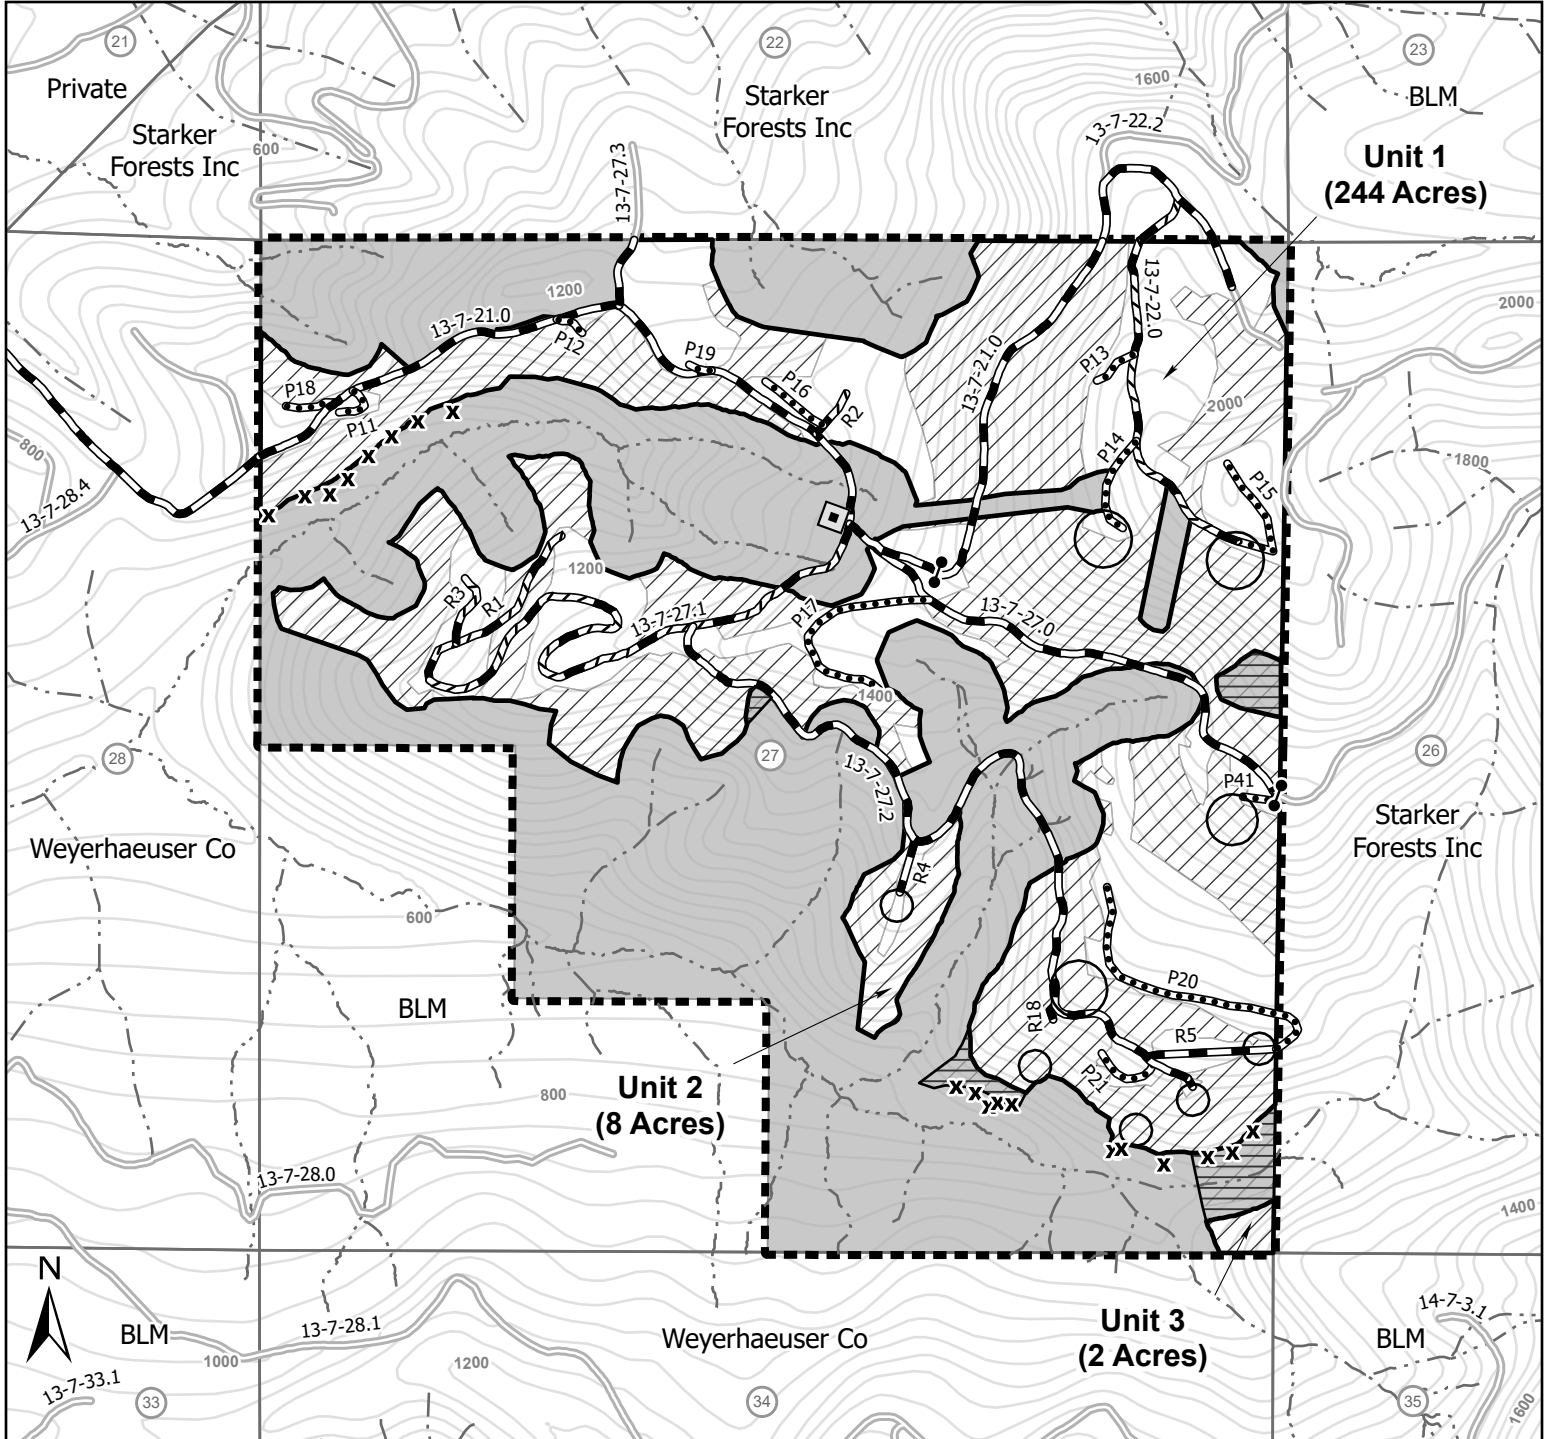 21
22
23
Private
Starker
Forests Inc
600
Starker
Forests Inc
1600
BLM
13-7-22.2
Unit 1
(244 Acres)
13-7-27.3
1200
13-7-21.0
P12
P19
P16
R2
13-7-21.0
13-7-22.0
P13
2000
2000
P18
P11
P14
P15
1800
800
13-7-28.4
1200
R3
R1
13-7-27.1
P17
13-7-27.0
1400
28
27
26
13-7-27.2
P41
Weyerhaeuser Co
Starker
Forests Inc
R4
600
BLM
P20
R18
R5
P21
Unit 2
(8 Acres)
800
13-7-28.0
1400
N
BLM
13-7-28.1
1000
1200
Weyerhaeuser Co
Unit 3
(2 Acres)
14-7-3.1
BLM
13-7-33.1
33
34
35
1600